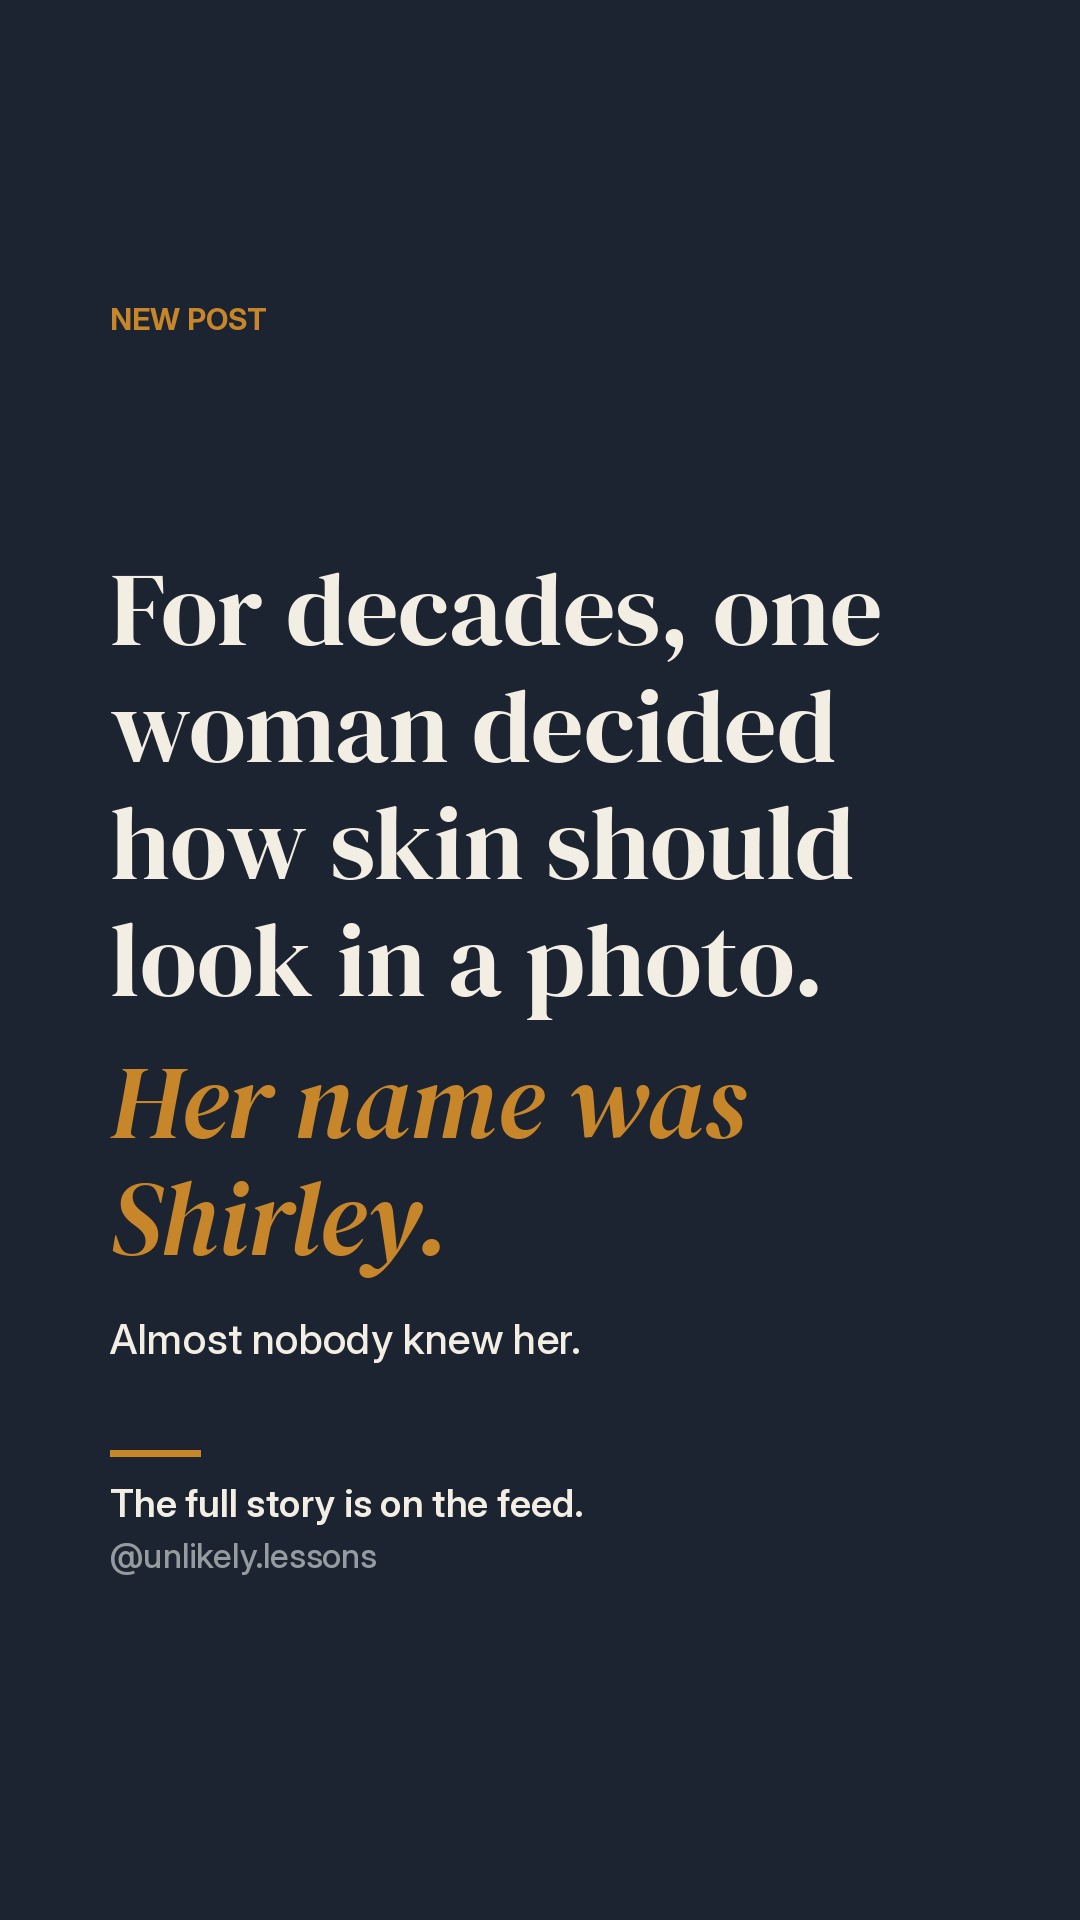 NEW POST
For decades, one
woman decided
how skin should
look in a photo.
Her name was
Shirley.
Almost nobody knew her.
The full story is on the feed.
@unlikely.lessons